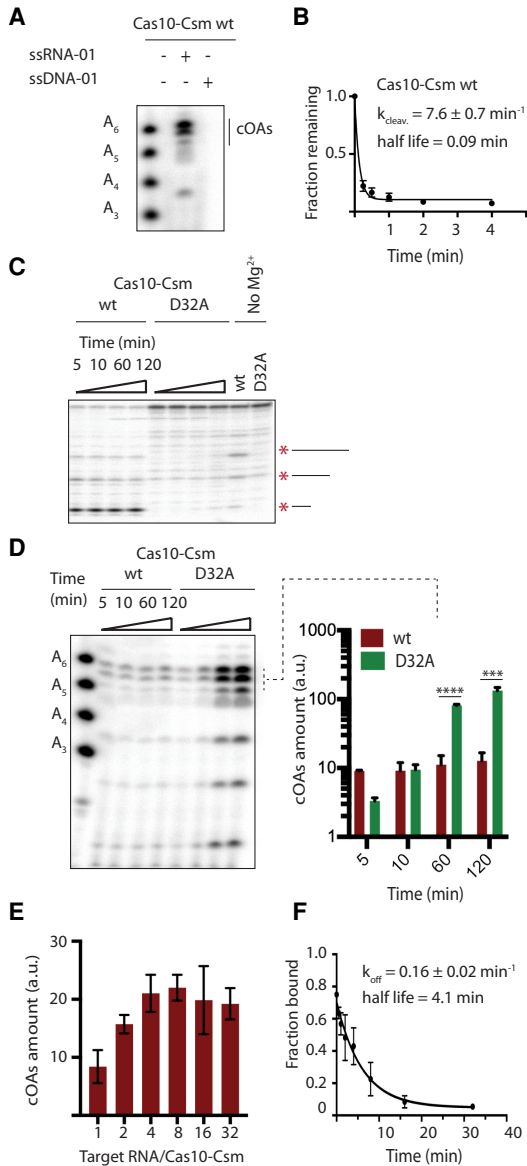 A
Cas10-Csm wt
ssRNA-01 - + -
ssDNA-01 - - +
A6
A5
A4
A3
cOAs
B
Cas10-Csm wt
kcleav. = 7.6 ± 0.7 min-1
half life = 0.09 min
Fraction remaining
1.0
0.5
1 2 3 4
Time (min)
C
Cas10-Csm
wt D32A
No Mg2+
Time (min)
5 10 60 120
wt
D32A
*
*
*
D
Cas10-Csm
Time (min)
wt D32A
5 10 60 120
A6
A5
A4
A3
cOAs amount (a.u.)
1000
100
10
1
wt
D32A
****
***
5 10 60 120
Time (min)
E
cOAs amount (a.u.)
30
20
10
1 2 4 8 16 32
Target RNA/Cas10-Csm
F
koff = 0.16 ± 0.02 min-1
half life = 4.1 min
Fraction bound
1.0
0.8
0.6
0.4
0.2
0
0 10 20 30 40
Time (min)